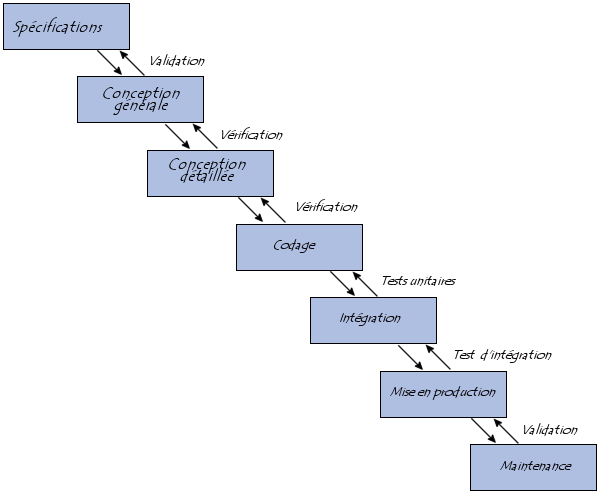 Spécifications
Validation
Conception
générale
Vérification
Conception
détaillée
Vérification
Codage
Tests unitaires
Intégration
Test d'intégration
Mise en production
Validation
Maintenance